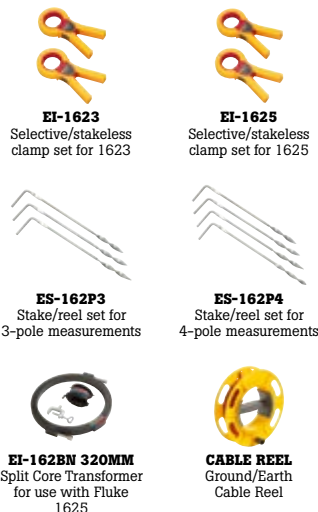 EI-1623
Selective/stakeless
clamp set for 1623
EI-1625
Selective/stakeless
clamp set for 1625
ES-162P3
Stake/reel set for
3-pole measurements
ES-162P4
Stake/reel set for
4-pole measurements
EI-162BN 320MM
Split Core Transformer
for use with Fluke
1625
CABLE REEL
Ground/Earth
Cable Reel